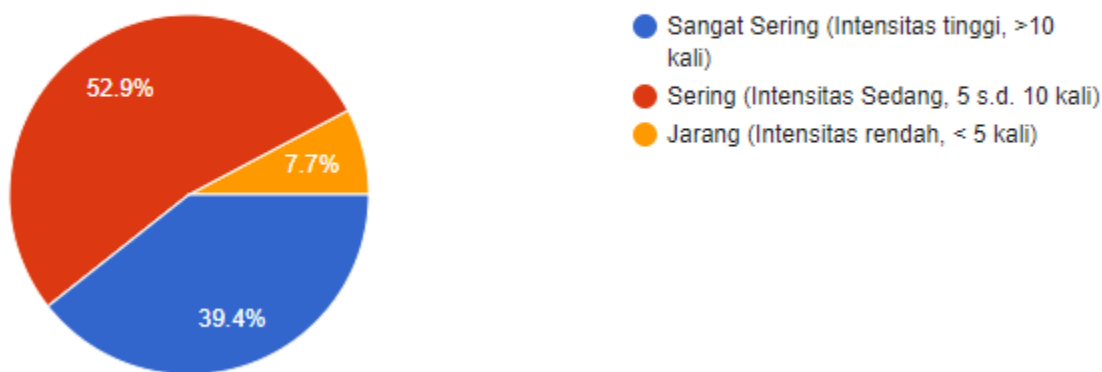 52.9%
7.7%
39.4%
Sangat Sering (Intensitas tinggi, >10
kali)
Sering (Intensitas Sedang, 5 s.d. 10 kali)
Jarang (Intensitas rendah, < 5 kali)